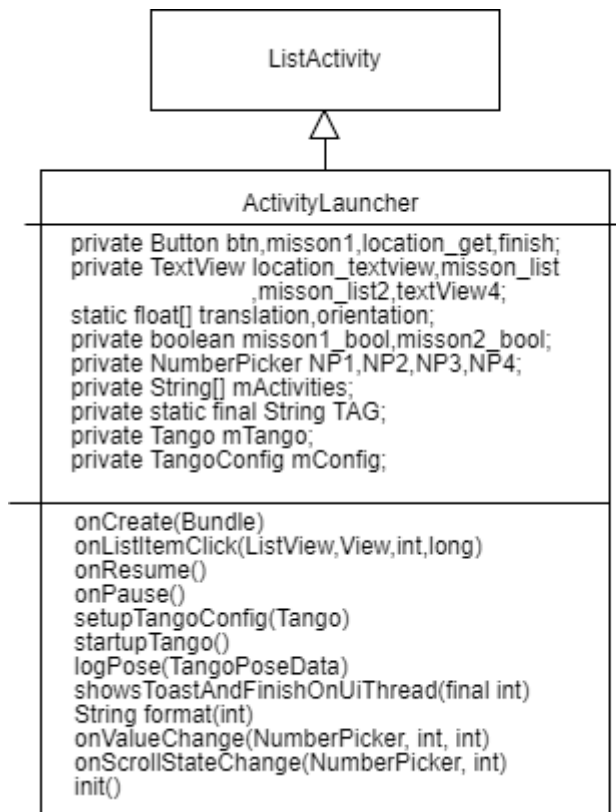 ListActivity
ActivityLauncher
private Button btn,misson1,location_get,finish;
private TextView location_textview,misson_list
,misson_list2,textView4;
static float[] translation,orientation;
private boolean misson1_bool,misson2_bool;
private NumberPicker NP1,NP2,NP3,NP4;
private String[] mActivities;
private static final String TAG;
private Tango mTango;
private TangoConfig mConfig;
onCreate(Bundle)
onListItemClick(ListView,View,int,long)
onResume()
onPause()
setupTangoConfig(Tango)
startupTango()
logPose(TangoPoseData)
showsToastAndFinishOnUiThread(final int)
String format(int)
onValueChange(NumberPicker, int, int)
onScrollStateChange(NumberPicker, int)
init()